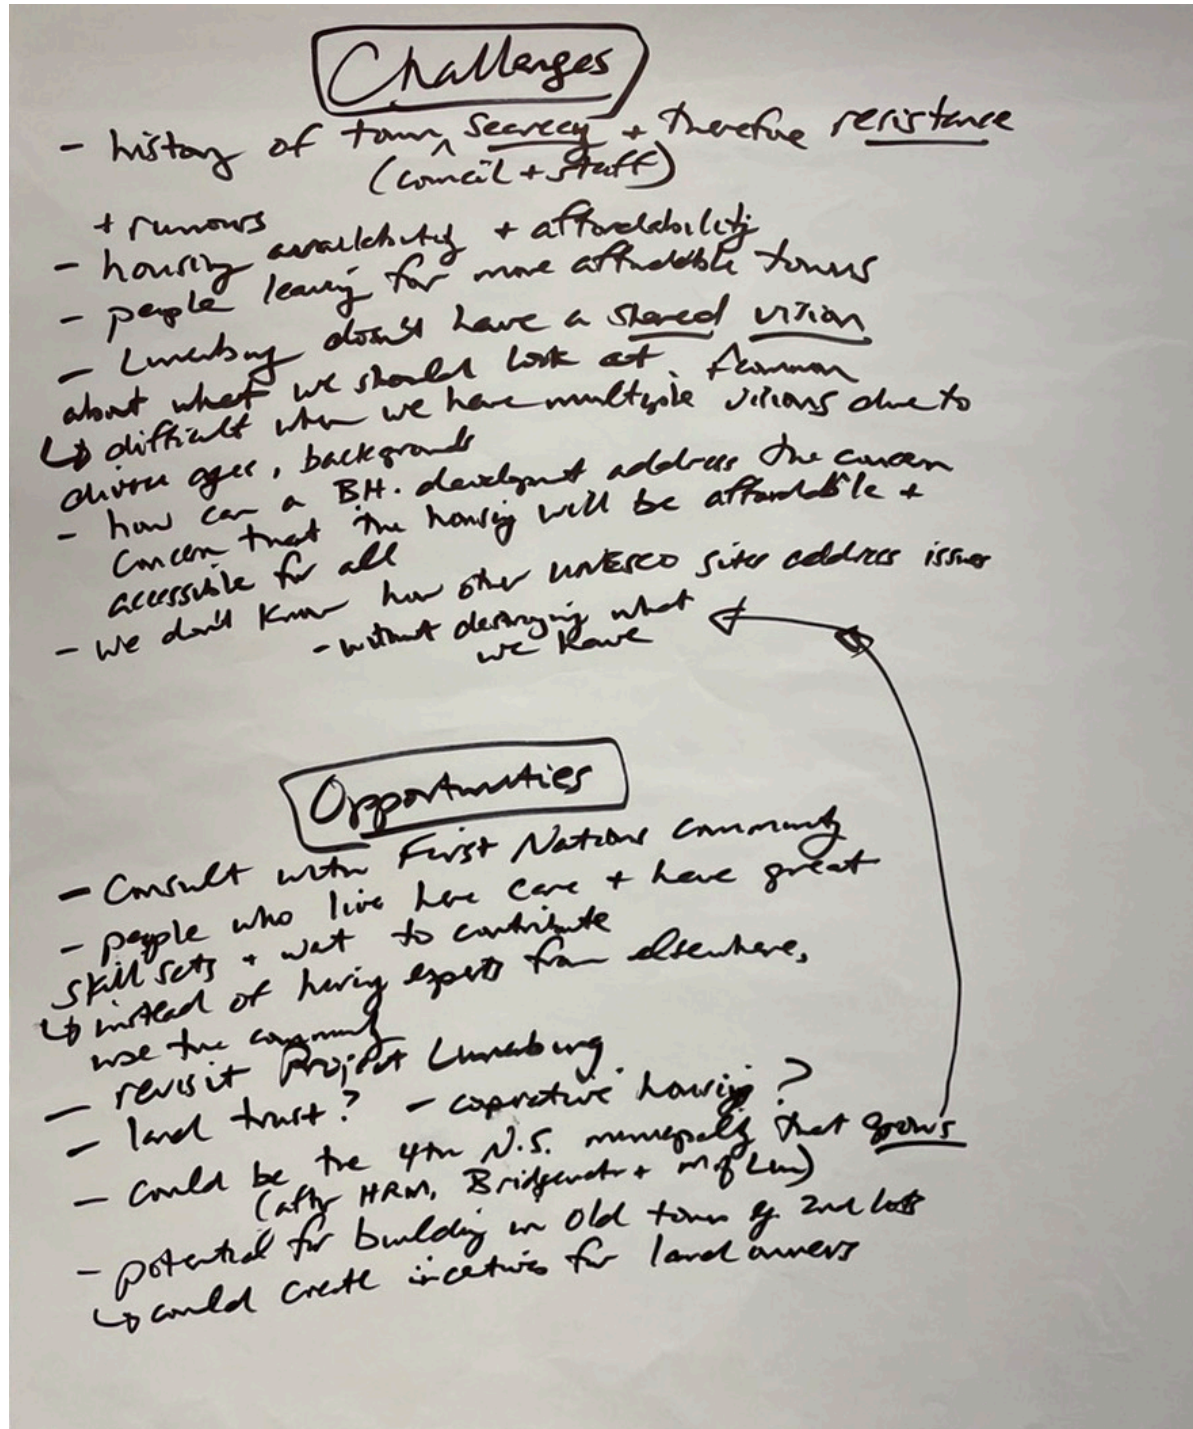 Challenges
- history of town secrecy + therefore resistance
^
(council + staff)
+ rumours
- housing availability + affordability
- people leaving for more affordable towns
- Lunenburg doesn't have a shared vision
about what we should look at. ↑common
↳ difficult when we have multiple visions due to
diverse ages, backgrounds
- how can a B.H. development address the concern
concern that the housing will be affordable +
accessible for all
- we don't know how other UNESCO sites address issues
- without destroying what
we have
Opportunities
- Consult with First Nations community
- people who live here care + have great
skill sets + wat to contribute
↳ instead of hiring experts from elsewhere,
use the community
- revisit Project Lunenburg
- land trust? - coprative housing?
- could be the 4th N.S. municipality that grows
(after HRM, Bridgewater + M of Lun)
- potential for building in Old town eg. 2nd lots
↳ could create incetives for land owners